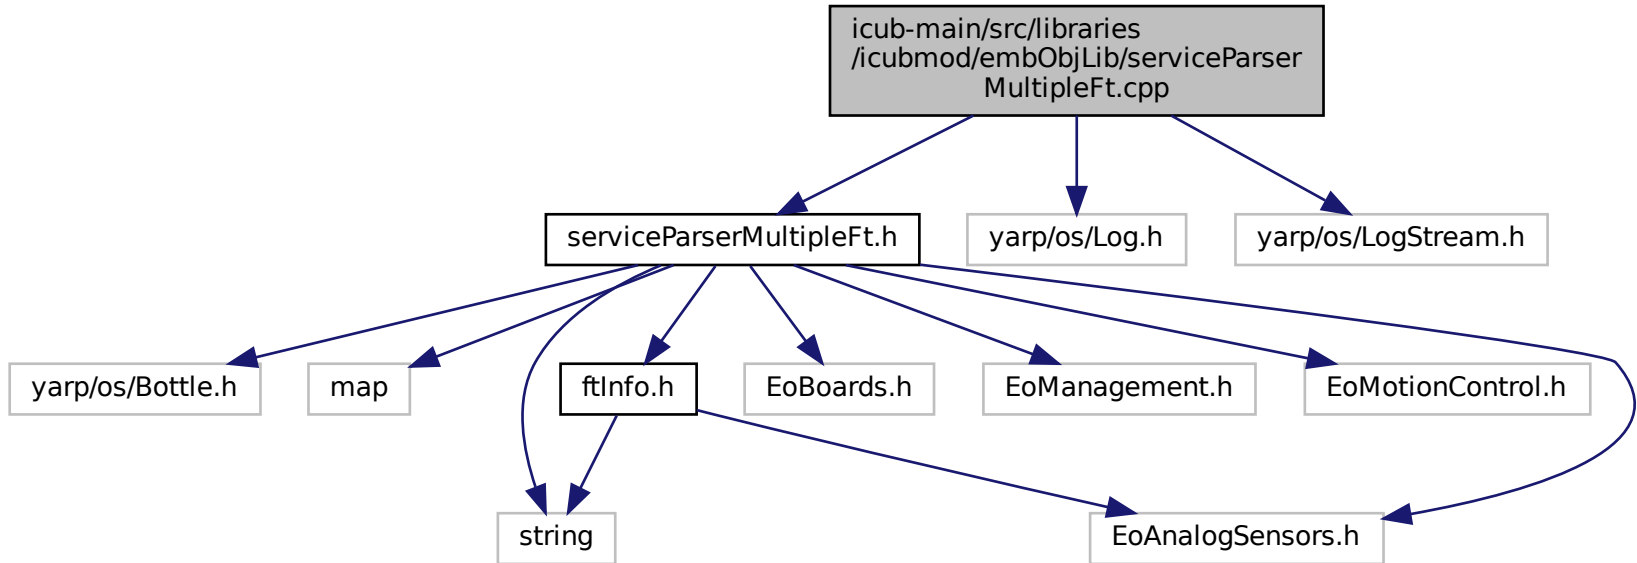 icub-main/src/libraries
/icubmod/embObjLib/serviceParser
MultipleFt.cpp
serviceParserMultipleFt.h
yarp/os/Log.h
yarp/os/LogStream.h
yarp/os/Bottle.h
map
ftInfo.h
EoBoards.h
EoManagement.h
EoMotionControl.h
string
EoAnalogSensors.h